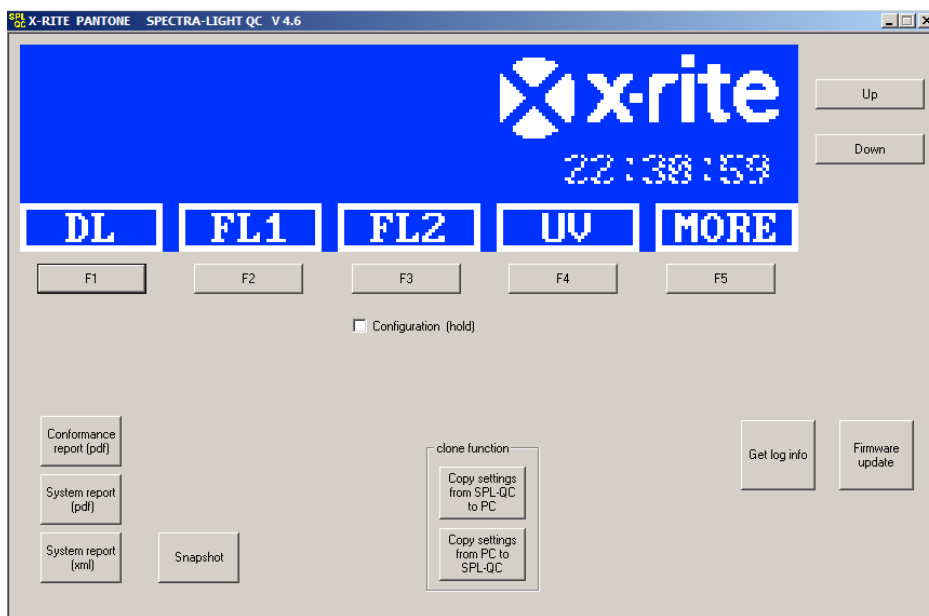 SPL QC X-RITE PANTONE SPECTRA-LIGHT QC V 4.6
x-rite
22:30:59
Up
Down
DL FL1 FL2 UV MORE
F1 F2 F3 F4 F5
Configuration (hold)
Conformance
report (pdf)
System report
(pdf)
System report
(xml)
Snapshot
clone function
Copy settings
from SPL-QC
to PC
Copy settings
from PC to
SPL-QC
Get log info
Firmware
update